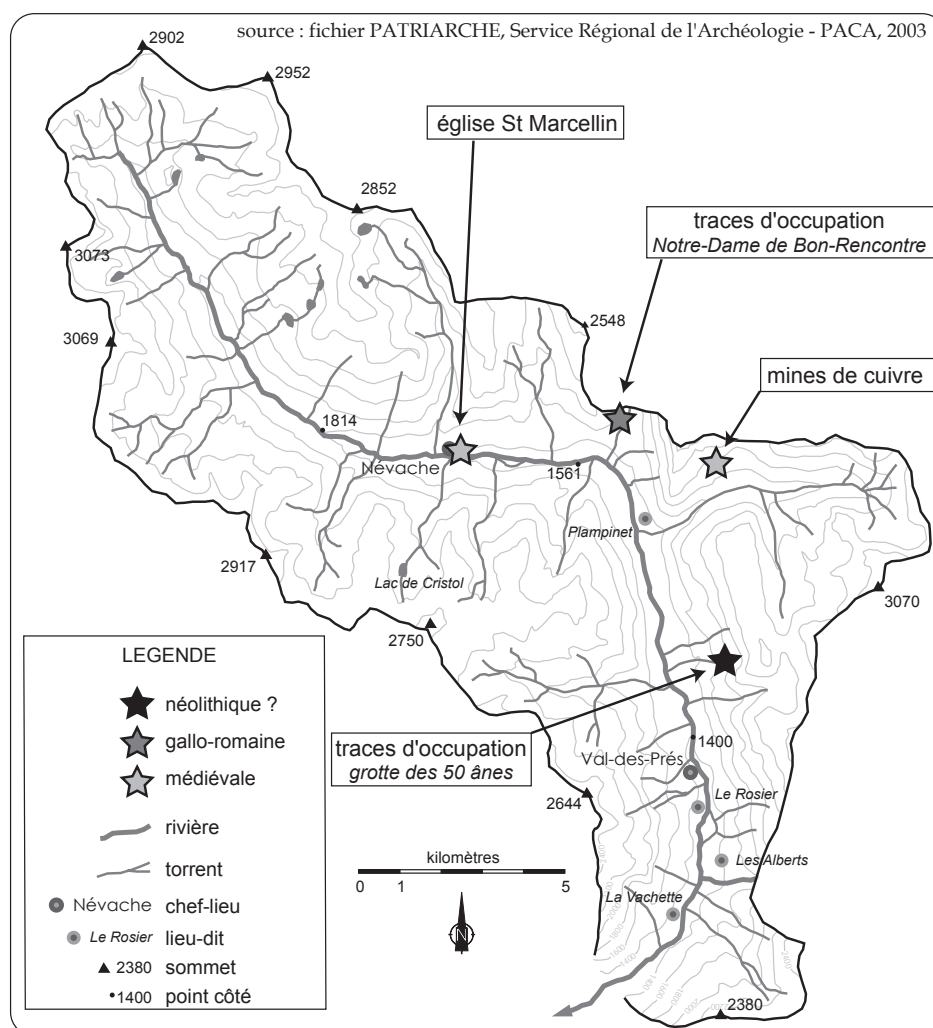 source : fichier PATRIARCHE, Service Régional de l'Archéologie - PACA, 2003
2902
2952
église St Marcellin
2852
traces d'occupation
Notre-Dame de Bon-Rencontre
3073
3069
2548
mines de cuivre
1814
Névache
1561
Plampinet
2917
Lac de Cristol
3070
2750
traces d'occupation
grotte des 50 ânes
1400
Val-des-Prés
2644
Le Rosier
Les Alberts
La Vachette
2380
kilomètres
0 1 5
N
LEGENDE
néolithique ?
gallo-romaine
médiévale
rivière
torrent
Névache chef-lieu
Le Rosier lieu-dit
2380 sommet
1400 point côté